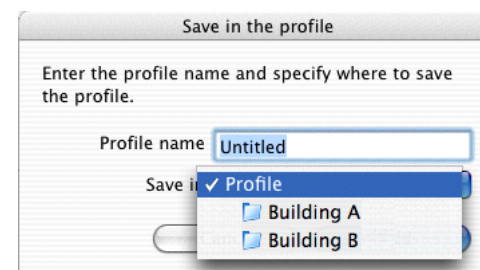 Save in the profile
Enter the profile name and specify where to save
the profile.
Profile name Untitled
Save i
✓ Profile
Building A
Building B